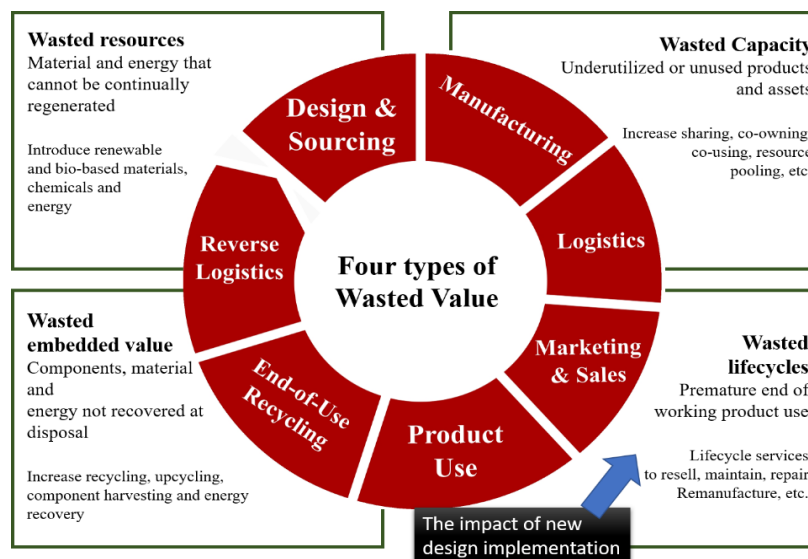 Wasted resources
Material and energy that
cannot be continually
regenerated
Introduce renewable
and bio-based materials,
chemicals and
energy
Wasted Capacity
Underutilized or unused products
and assets
Increase sharing, co-owning,
co-using, resource
pooling, etc
Design &
Sourcing
Manufacturing
Logistics
Marketing
& Sales
Product
Use
End-of-Use
Recycling
Reverse
Logistics
Four types of
Wasted Value
Wasted
embedded value
Components, material
and
energy not recovered at
disposal
Increase recycling, upcycling,
component harvesting and energy
recovery
Wasted
lifecycles
Premature end of
working product use
Lifecycle services
to resell, maintain, repair
Remanufacture, etc.
The impact of new
design implementation